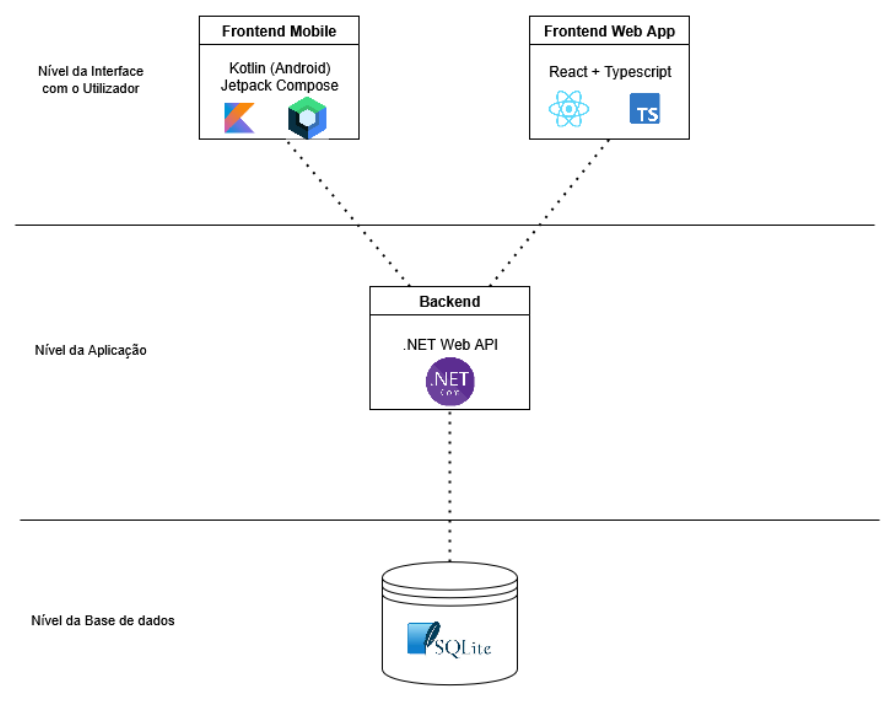 Frontend Mobile
Frontend Web App
Nível da Interface
com o Utilizador
Kotlin (Android)
Jetpack Compose
React + Typescript
TS
Backend
Nível da Aplicação
.NET Web API
.NET
Core
Nível da Base de dados
SQLite